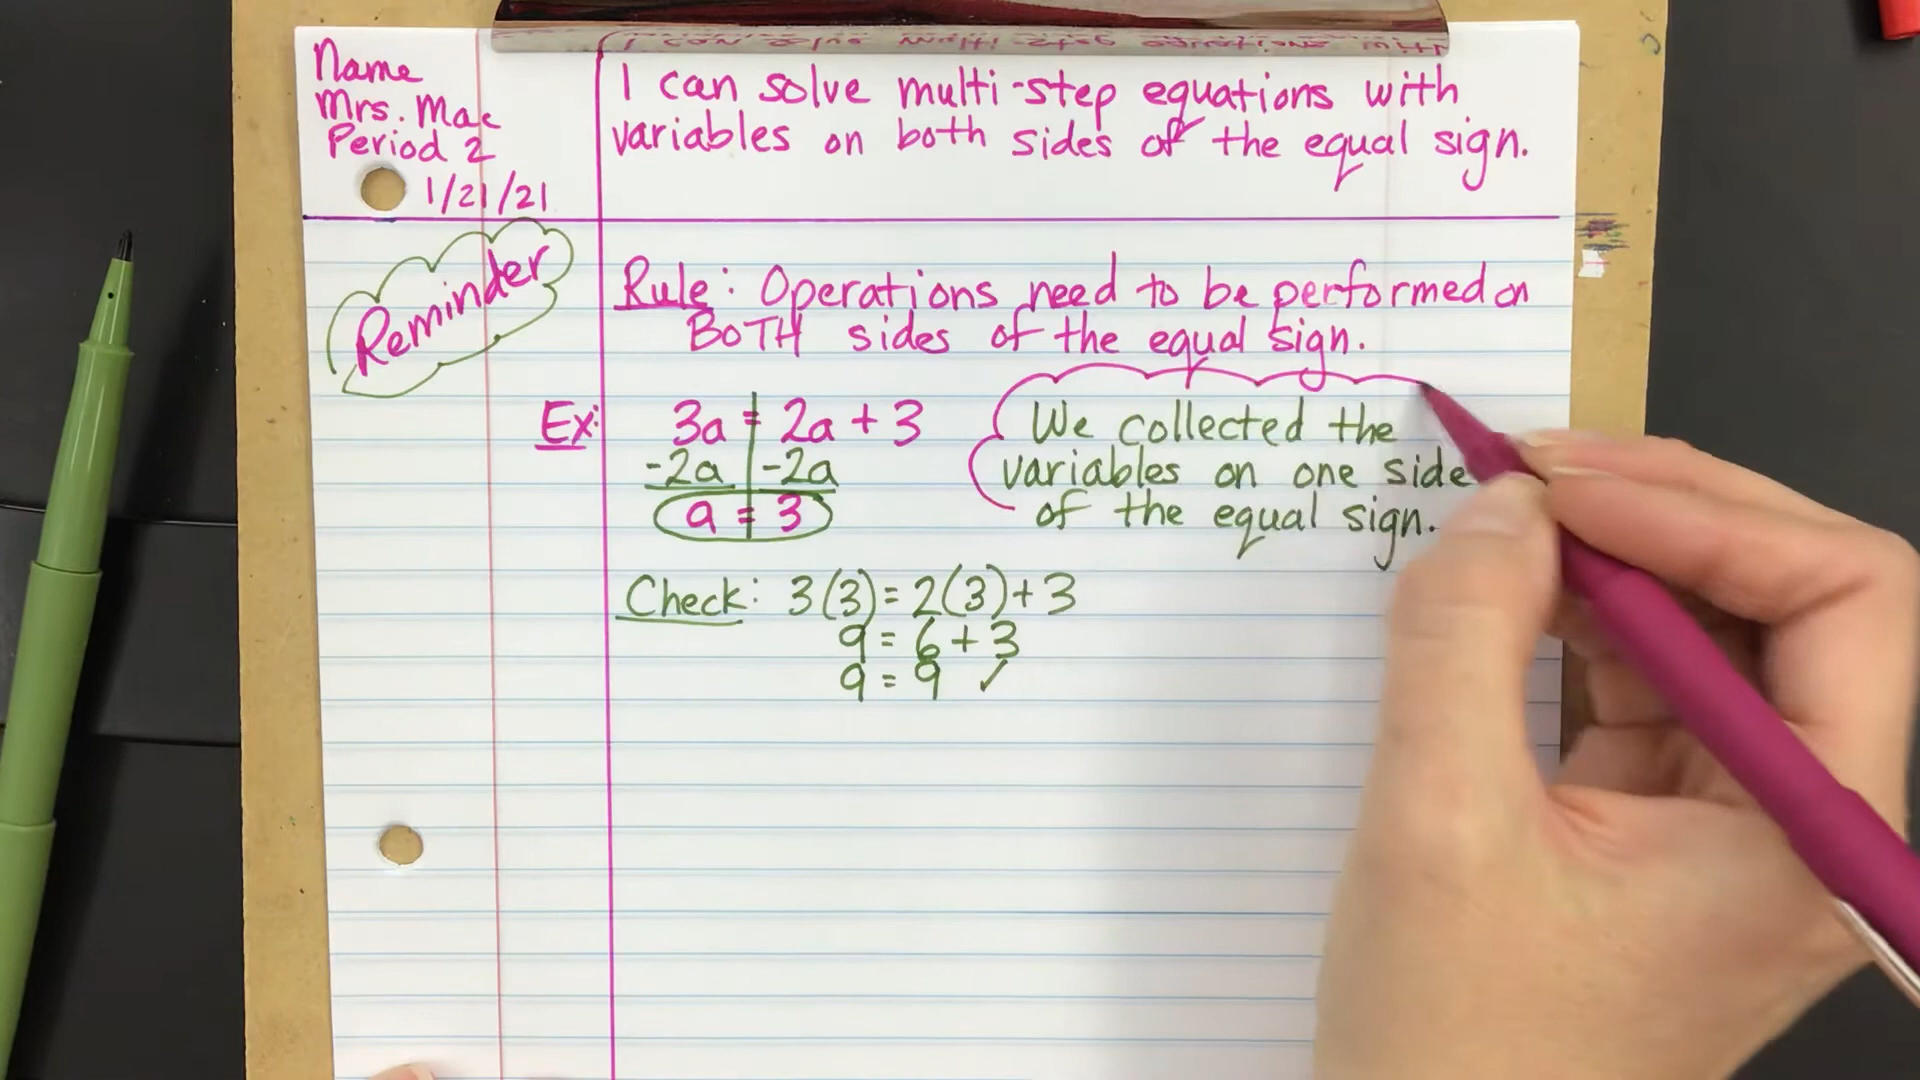 Name
Mrs. Mac
Period 2
1/21/21
I can solve multi-step equations with
variables on both sides of the equal sign.
Reminder
Rule: Operations need to be performed on
BOTH sides of the equal sign.
Ex: 3a = 2a + 3
-2a -2a
a = 3
We collected the
variables on one side
of the equal sign.
Check: 3(3) = 2(3) + 3
9 = 6 + 3
9 = 9 ✓